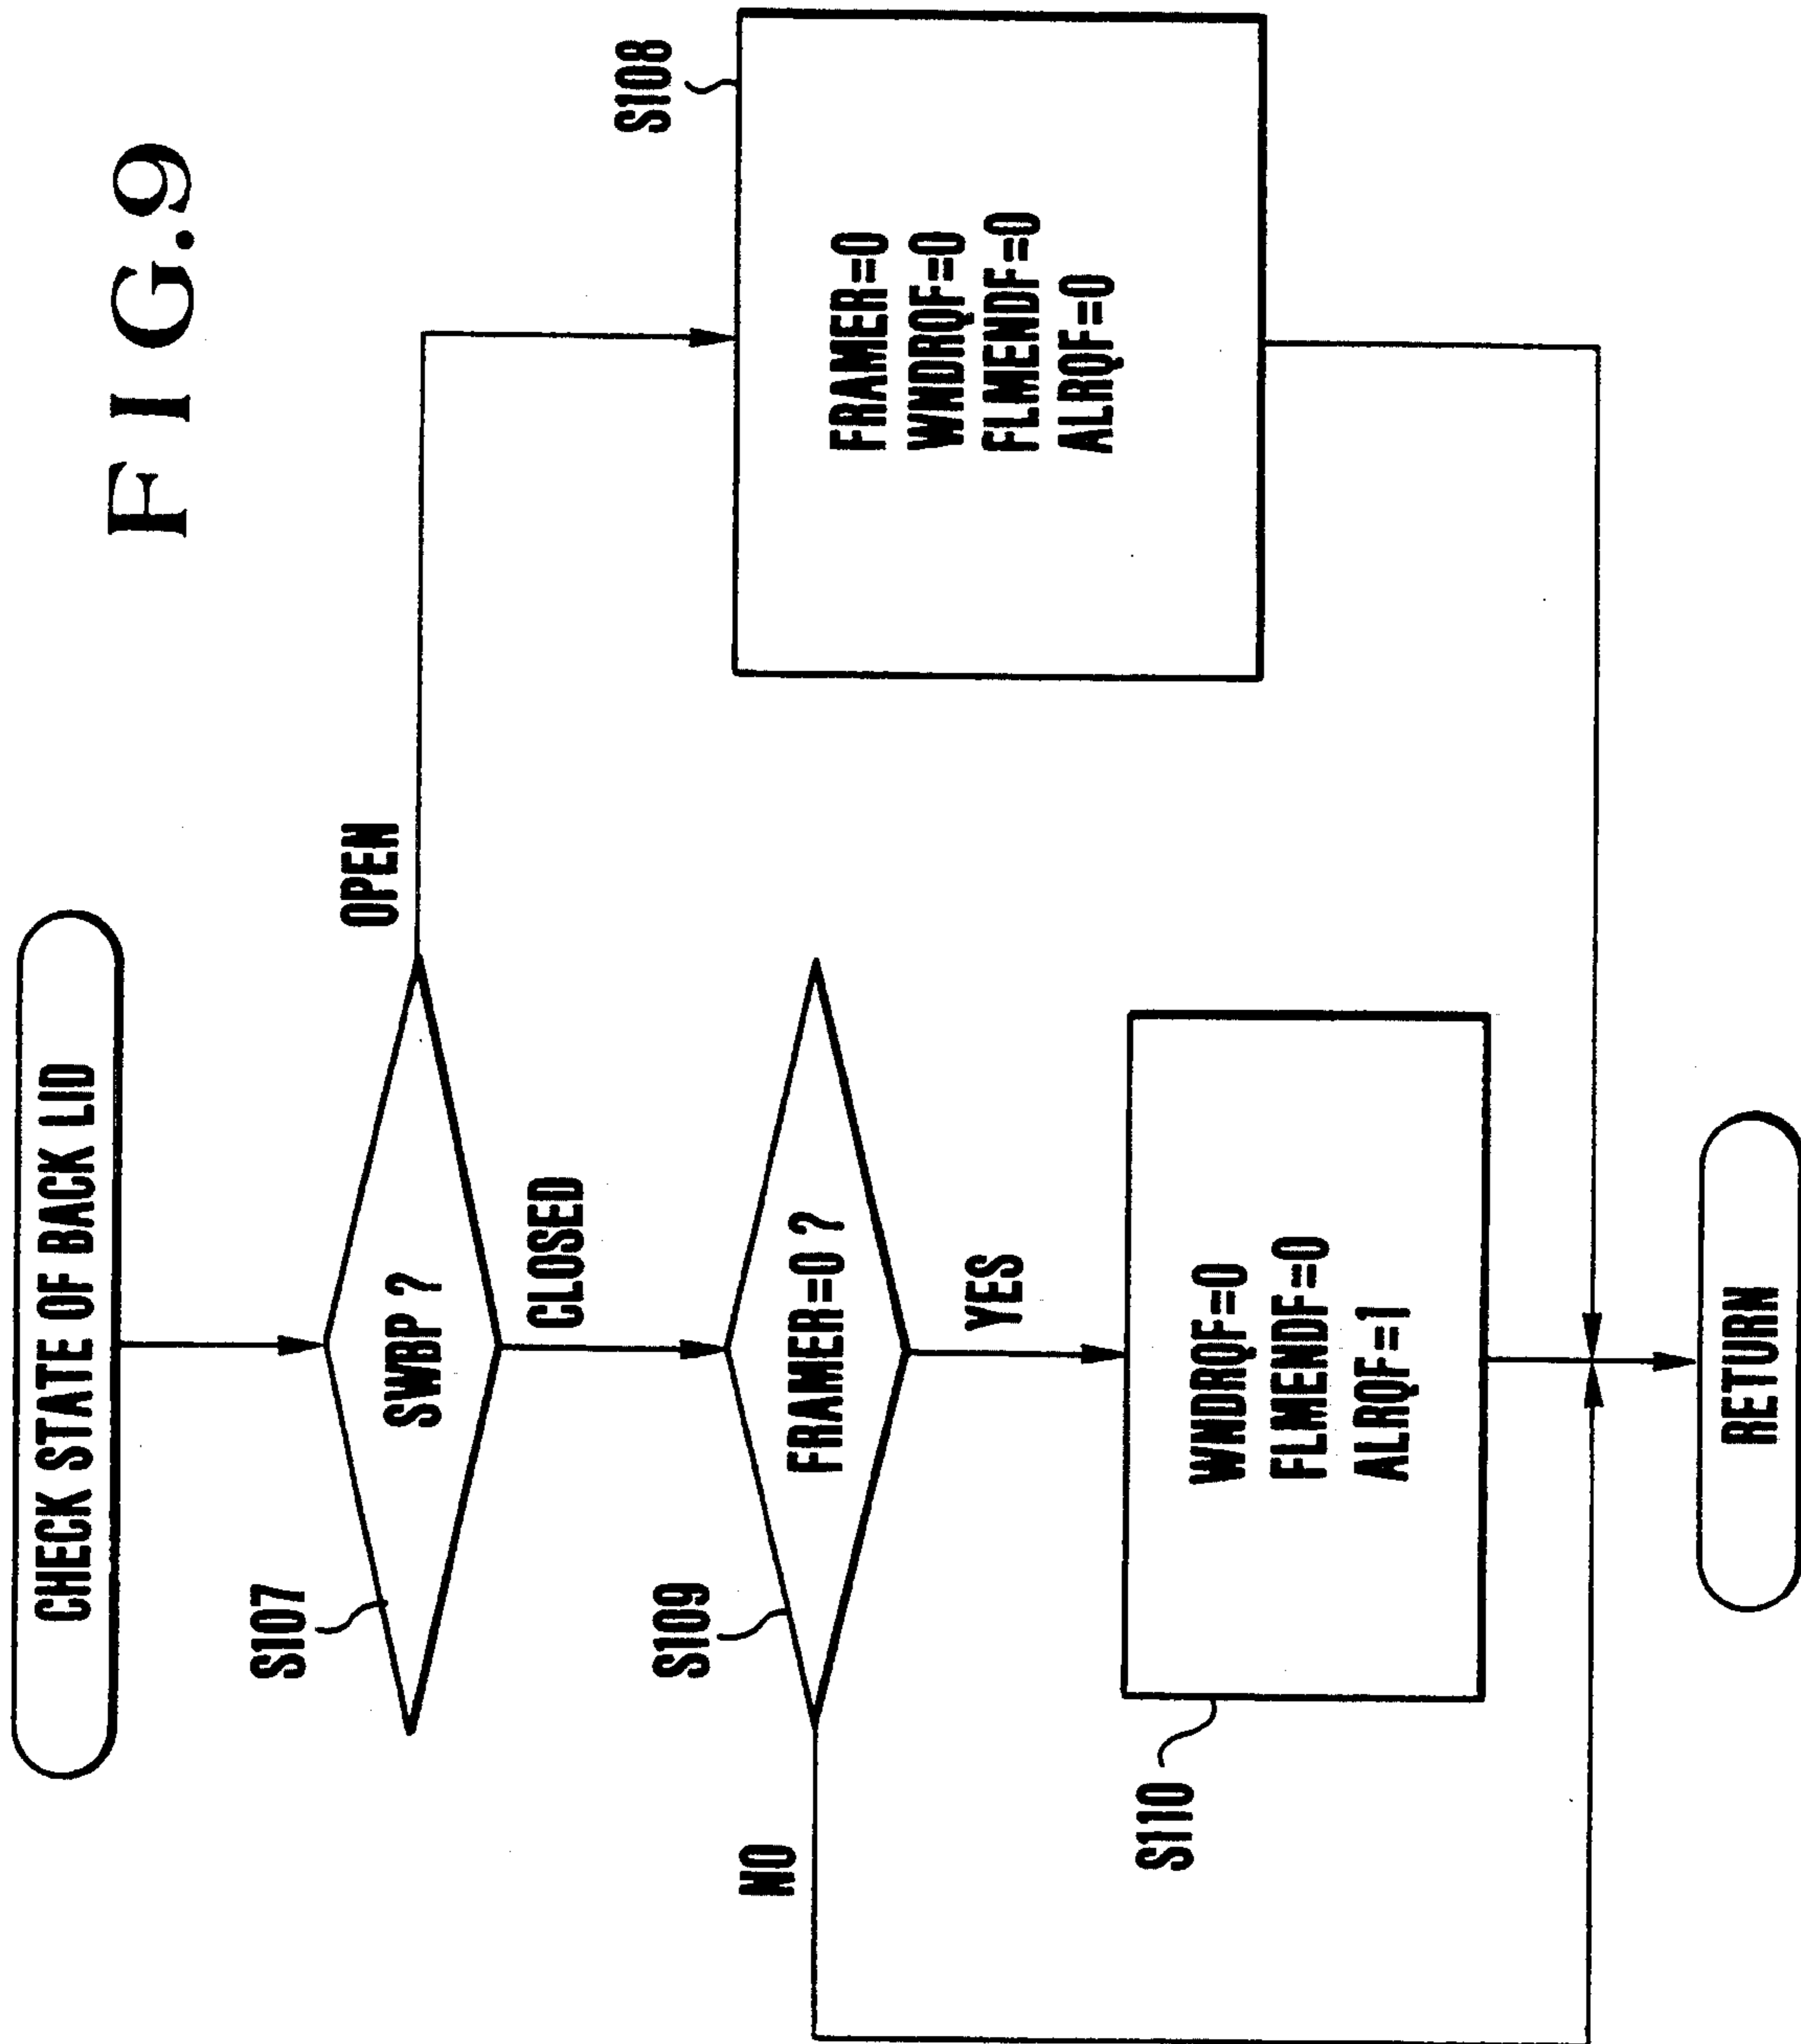 F I G.9
CHECK STATE OF BACK LID
S107
SWBP ?
OPEN
CLOSED
S108
FRAMER=0
WNDRQF=0
FLMENDF=0
ALRQF=0
S109
FRAMER=0 ?
NO
YES
S110
WNDRQF=0
FLMENDF=0
ALRQF=1
RETURN